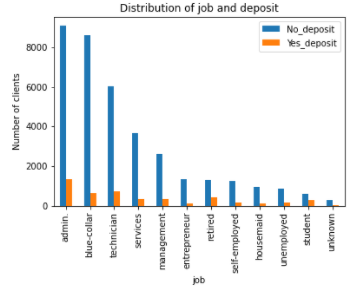 Distribution of job and deposit
No_deposit
Yes_deposit
Number of clients
8000
6000
4000
2000
0
admin.
blue-collar
technician
services
management
entrepreneur
retired
self-employed
housemaid
unemployed
student
unknown
job